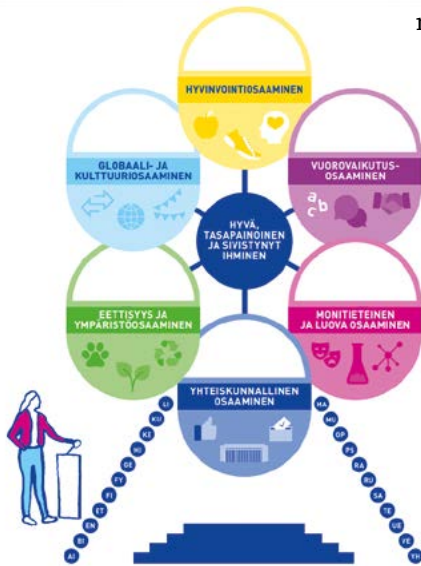 HYVINVOINTIOSAAMINEN
GLOBAALI- JA
KULTTUURIOSAAMINEN
VUOROVAIKUTUS-
OSAAMINEN
a b
c
HYVÄ,
TASAPAINOINEN
JA SIVISTYNYT
IHMINEN
EETTISYYS JA
YMPÄRISTÖOSAAMINEN
MONITIETEINEN
JA LUOVA OSAAMINEN
YHTEISKUNNALLINEN
OSAAMINEN
LI
KU
KE
HI
GE
FY
FI
ET
EN
BI
AI
MA
MU
OP
PS
RA
RU
SA
TE
UE
VE
YH